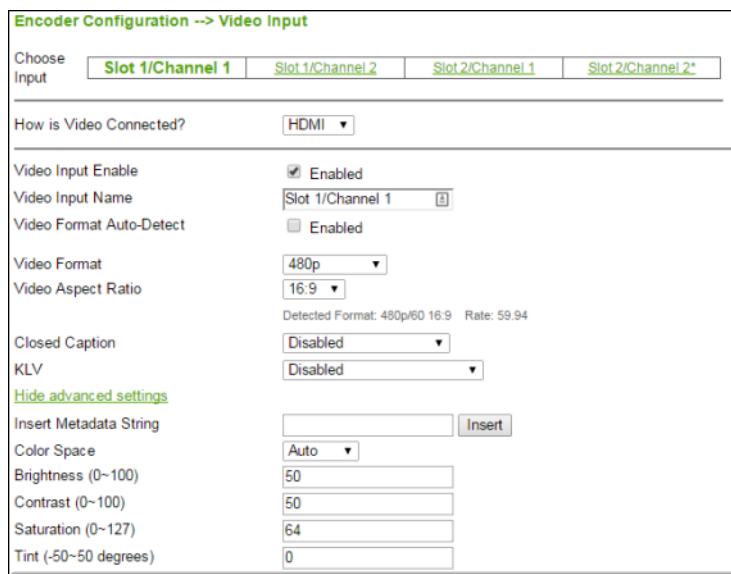 Encoder Configuration --> Video Input
Choose Input Slot 1/Channel 1 Slot 1/Channel 2 Slot 2/Channel 1 Slot 2/Channel 2*
How is Video Connected? HDMI
Video Input Enable Enabled
Video Input Name Slot 1/Channel 1
Video Format Auto-Detect Enabled
Video Format 480p
Video Aspect Ratio 16:9
Detected Format: 480p/60 16:9 Rate: 59.94
Closed Caption Disabled
KLV Disabled
Hide advanced settings
Insert Metadata String Insert
Color Space Auto
Brightness (0~100) 50
Contrast (0~100) 50
Saturation (0~127) 64
Tint (-50~50 degrees) 0